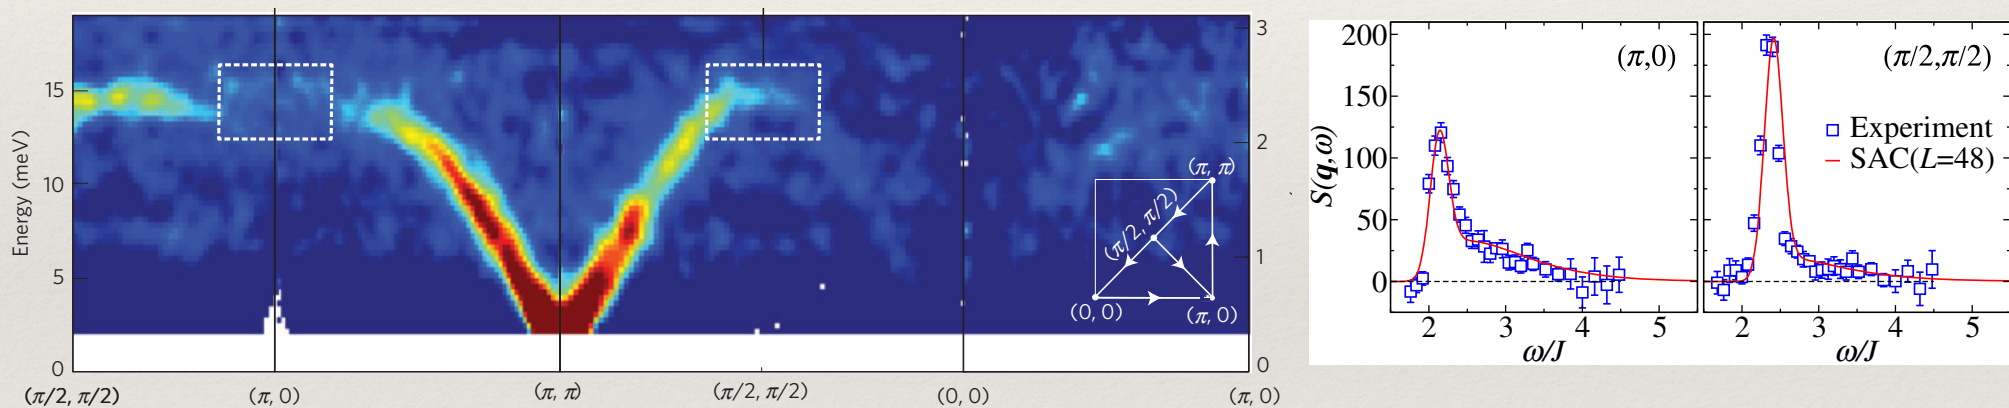 Energy (meV)
15
10
5
0
3
2
1
0
(π/2, π/2)
(π, 0)
(π, π)
(π/2, π/2)
(0, 0)
(π, 0)
(π, π)
(π/2, π/2)
(0, 0)
(π, 0)
S(q,ω)
200
150
100
50
0
(π,0)
2 3 4 5
ω/J
(π/2,π/2)
Experiment
SAC(L=48)
2 3 4 5
ω/J